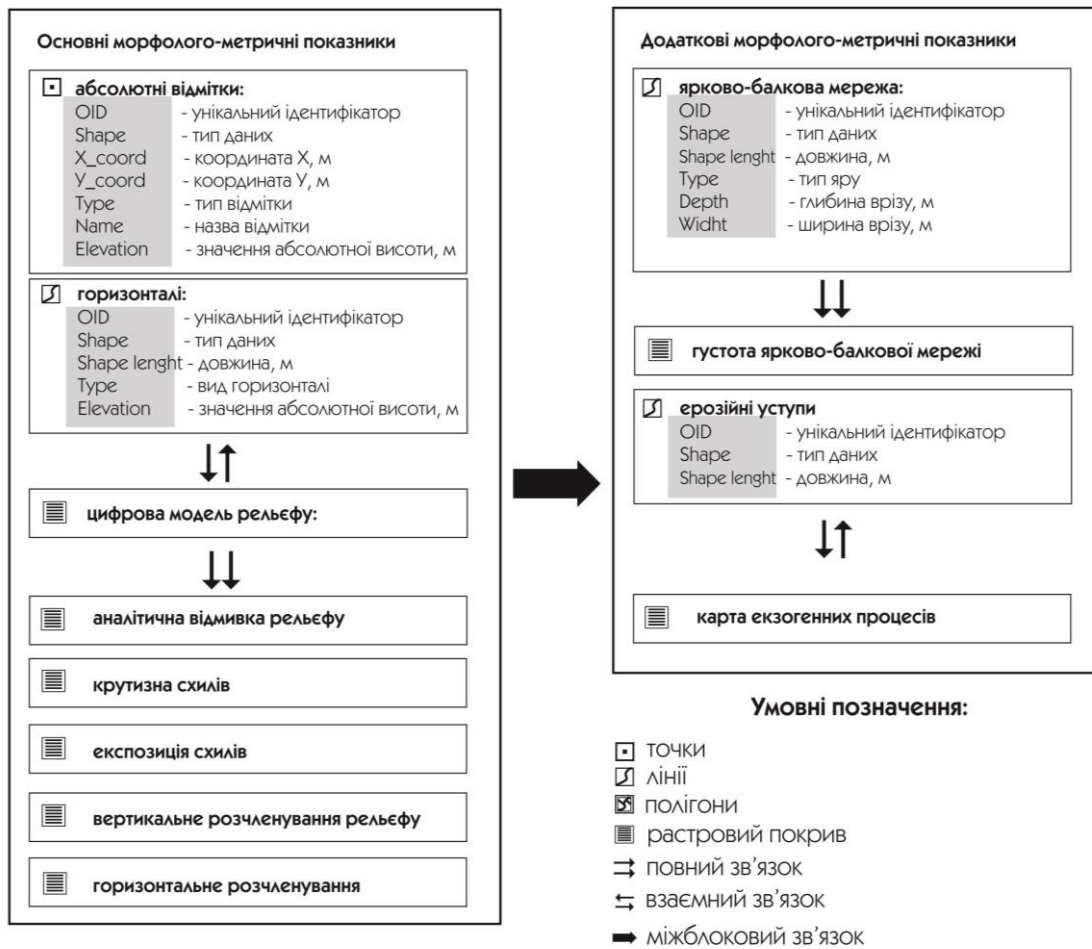 Основні морфолого-метричні показники
абсолютні відмітки:
OID - унікальний ідентифікатор
Shape - тип даних
X_coord - координата Х, м
Y_coord - координата У, м
Type - тип відмітки
Name - назва відмітки
Elevation - значення абсолютної висоти, м
горизонталі:
OID - унікальний ідентифікатор
Shape - тип даних
Shape lenght - довжина, м
Type - вид горизонталі
Elevation - значення абсолютної висоти, м
цифрова модель рельєфу:
аналітична відмивка рельєфу
крутизна схилів
експозиція схилів
вертикальне розчленування рельєфу
горизонтальне розчленування
Додаткові морфолого-метричні показники
ярково-балкова мережа:
OID - унікальний ідентифікатор
Shape - тип даних
Shape lenght - довжина, м
Type - тип яру
Depth - глибина врізу, м
Widht - ширина врізу, м
густота ярково-балкової мережі
ерозійні уступи
OID - унікальний ідентифікатор
Shape - тип даних
Shape lenght - довжина, м
карта екзогенних процесів
Умовні позначення:
точки
лінії
полігони
растровий покрив
повний зв’язок
взаємний зв’язок
міжблоковий зв’язок